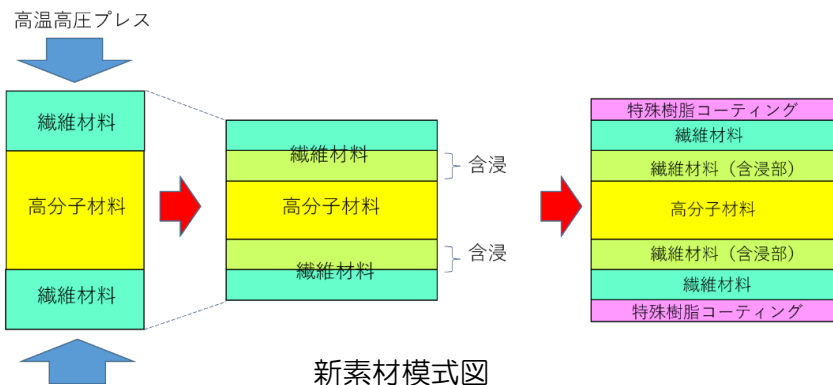 高温高圧プレス
繊維材料
高分子材料
繊維材料
繊維材料
含浸
高分子材料
含浸
繊維材料
特殊樹脂コーティング
繊維材料
繊維材料（含浸部）
高分子材料
繊維材料（含浸部）
繊維材料
特殊樹脂コーティング
新素材模式図